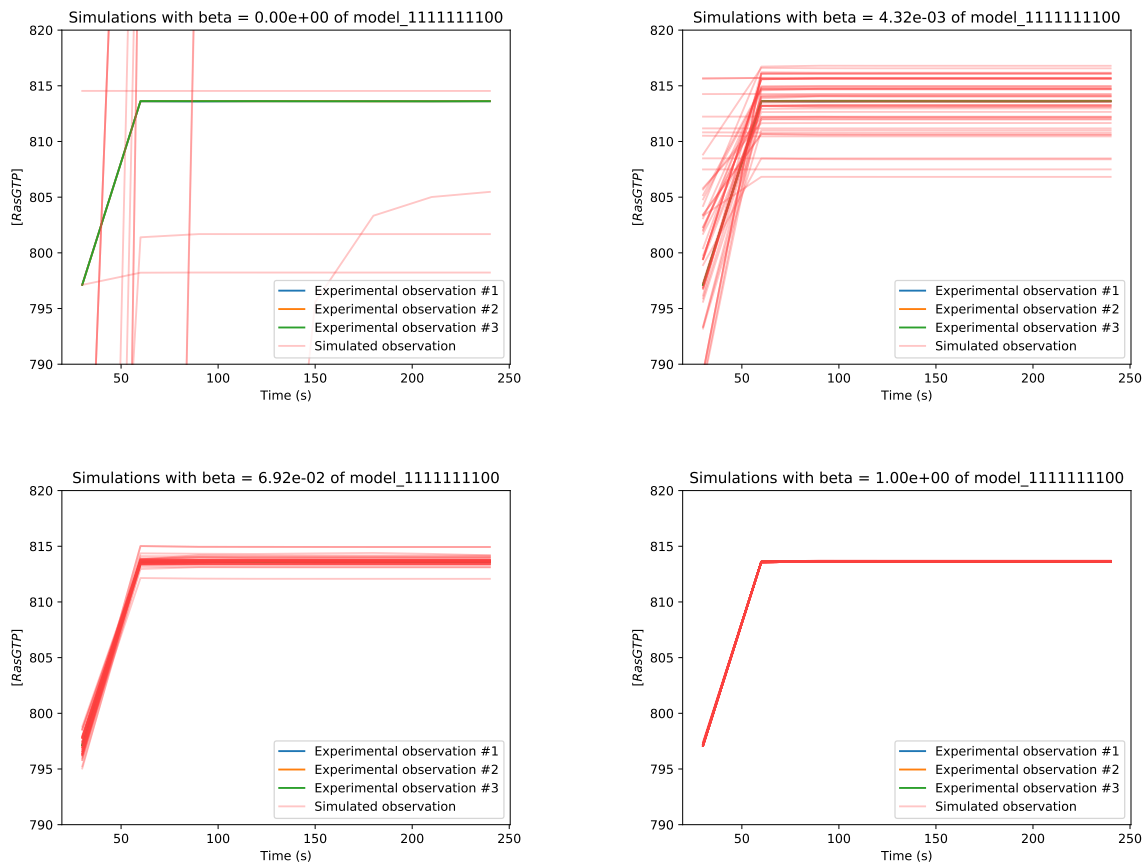 Simulations with beta = 0.00e+00 of model_1111111100
820
815
810
805
800
795
790
[RasGTP]
50
100
150
200
250
Time (s)
Experimental observation #1
Experimental observation #2
Experimental observation #3
Simulated observation
Simulations with beta = 4.32e-03 of model_1111111100
820
815
810
805
800
795
790
[RasGTP]
50
100
150
200
250
Time (s)
Experimental observation #1
Experimental observation #2
Experimental observation #3
Simulated observation
Simulations with beta = 6.92e-02 of model_1111111100
820
815
810
805
800
795
790
[RasGTP]
50
100
150
200
250
Time (s)
Experimental observation #1
Experimental observation #2
Experimental observation #3
Simulated observation
Simulations with beta = 1.00e+00 of model_1111111100
820
815
810
805
800
795
790
[RasGTP]
50
100
150
200
250
Time (s)
Experimental observation #1
Experimental observation #2
Experimental observation #3
Simulated observation